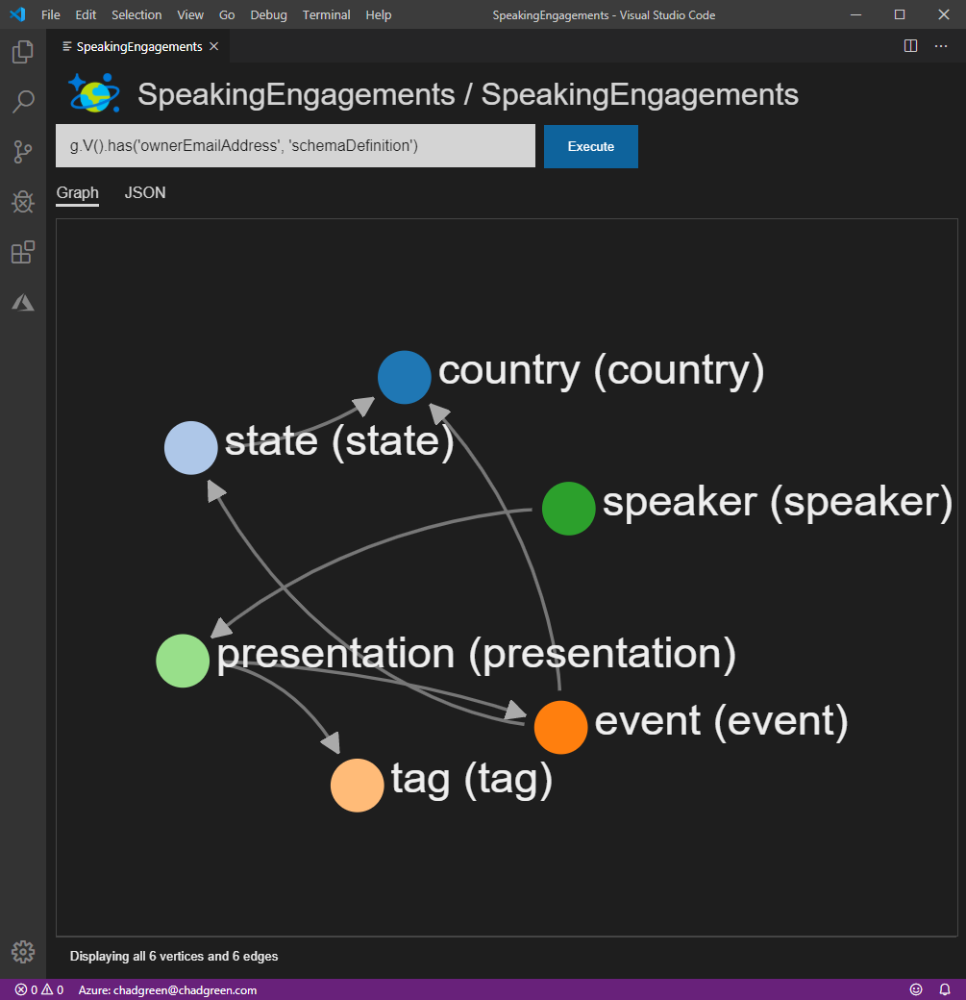 File Edit Selection View Go Debug Terminal Help SpeakingEngagements - Visual Studio Code
SpeakingEngagements
SpeakingEngagements / SpeakingEngagements
g.V().has('ownerEmailAddress', 'schemaDefinition') Execute
Graph JSON
country (country)
state (state)
speaker (speaker)
presentation (presentation)
event (event)
tag (tag)
Displaying all 6 vertices and 6 edges
0 0 Azure: chadgreen@chadgreen.com